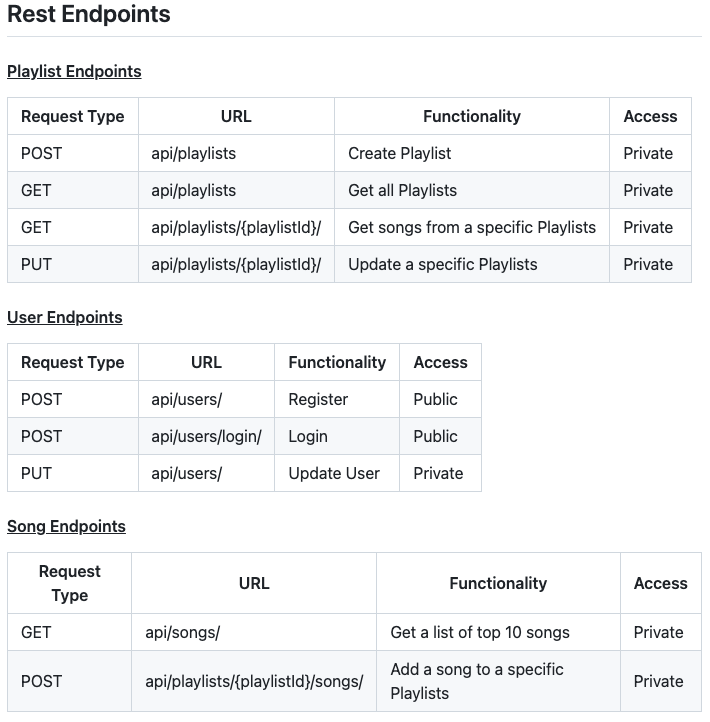 Rest Endpoints
Playlist Endpoints
Request Type URL Functionality Access
POST api/playlists Create Playlist Private
GET api/playlists Get all Playlists Private
GET api/playlists/{playlistId}/ Get songs from a specific Playlists Private
PUT api/playlists/{playlistId}/ Update a specific Playlists Private
User Endpoints
Request Type URL Functionality Access
POST api/users/ Register Public
POST api/users/login/ Login Public
PUT api/users/ Update User Private
Song Endpoints
Request
Type URL Functionality Access
GET api/songs/ Get a list of top 10 songs Private
POST api/playlists/{playlistId}/songs/ Add a song to a specific
Playlists Private